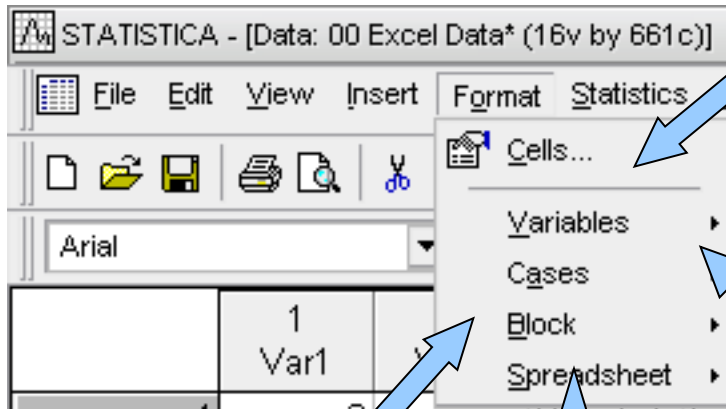 STATISTICA - [Data: 00 Excel Data* (16v by 661c)]
File Edit View Insert Format Statistics
Cells...
Variables
Arial
Cases
1
Block
Var1
Spreadsheet